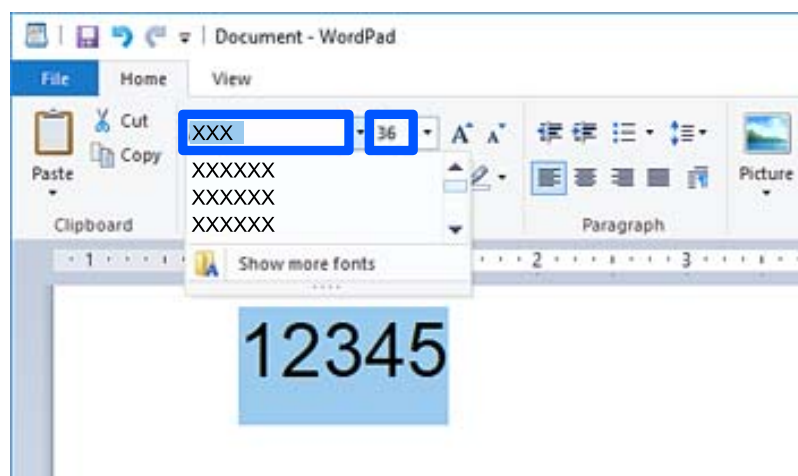 Document - WordPad
File Home View
Paste
Cut
Copy
Clipboard
XXX 36 A A
XXXXXX
XXXXXX
XXXXXX
Show more fonts
Paragraph
Picture
1 2 3
12345